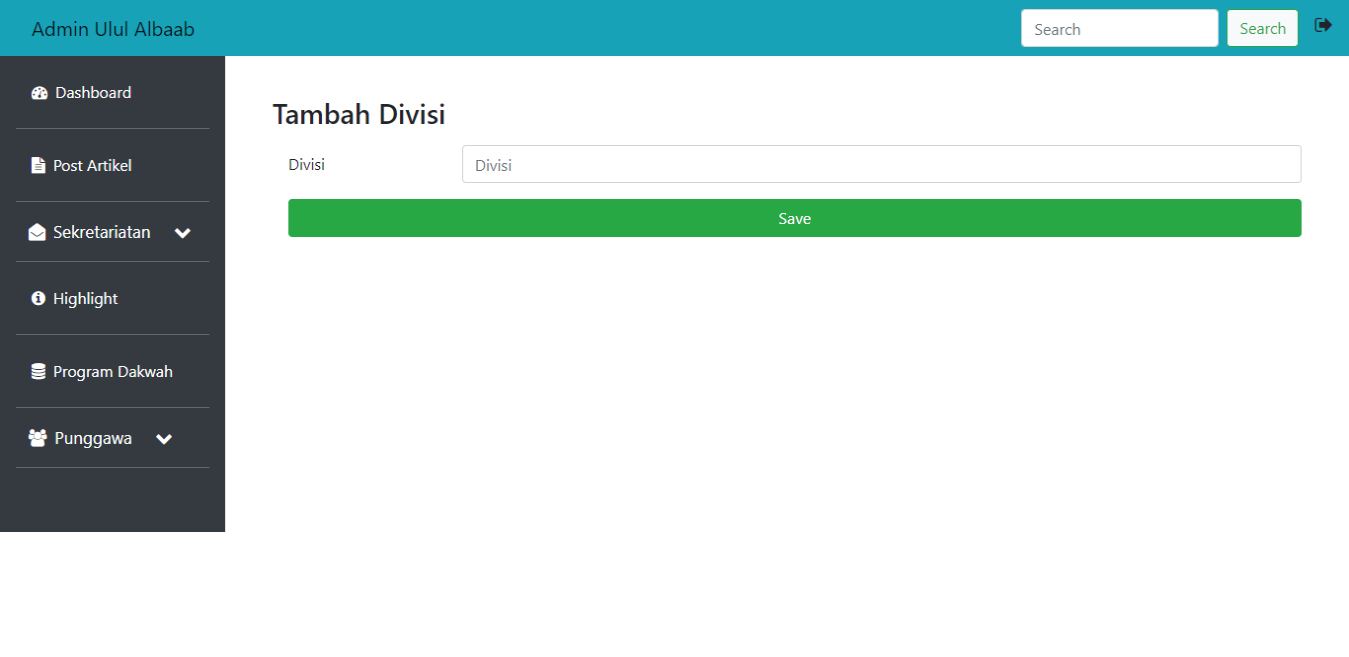 Admin Ulul Albaab
Search
Search
Dashboard
Post Artikel
Sekretariatan
Highlight
Program Dakwah
Punggawa
Tambah Divisi
Divisi
Divisi
Save